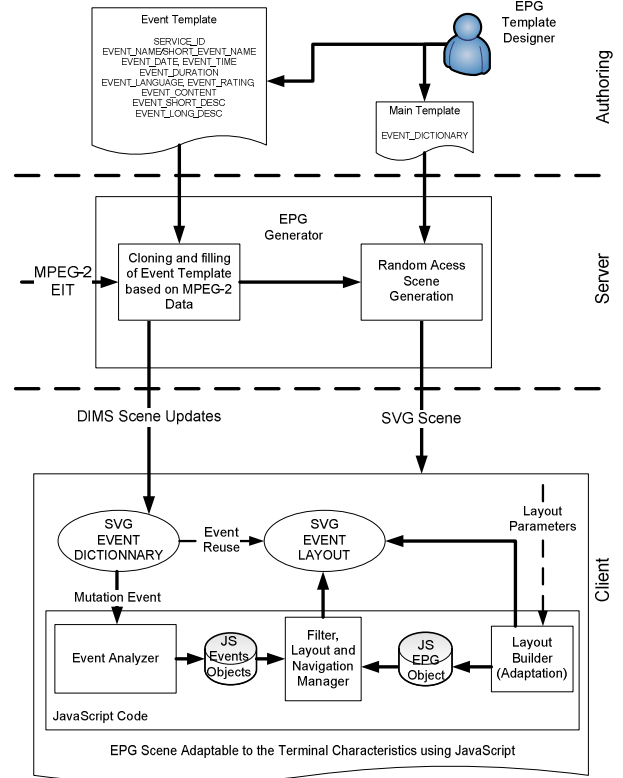 Event Template
SERVICE_ID
EVENT_NAME/SHORT_EVENT_NAME
EVENT_DATE, EVENT_TIME
EVENT_DURATION
EVENT_LANGUAGE, EVENT_RATING,
EVENT_CONTENT
EVENT_SHORT_DESC
EVENT_LONG_DESC
EPG
Template
Designer
Main Template
EVENT_DICTIONARY
Authoring
EPG
Generator
MPEG-2
EIT
Cloning and filling
of Event Template
based on MPEG-2
Data
Random Acess
Scene
Generation
Server
DIMS Scene Updates
SVG Scene
SVG
EVENT
DICTIONNARY
Event
Reuse
SVG
EVENT
LAYOUT
Layout
Parameters
Client
Mutation Event
Event Analyzer
JS
Events
Objects
Filter,
Layout and
Navigation
Manager
JS
EPG
Object
Layout
Builder
(Adaptation)
JavaScript Code
EPG Scene Adaptable to the Terminal Characteristics using JavaScript